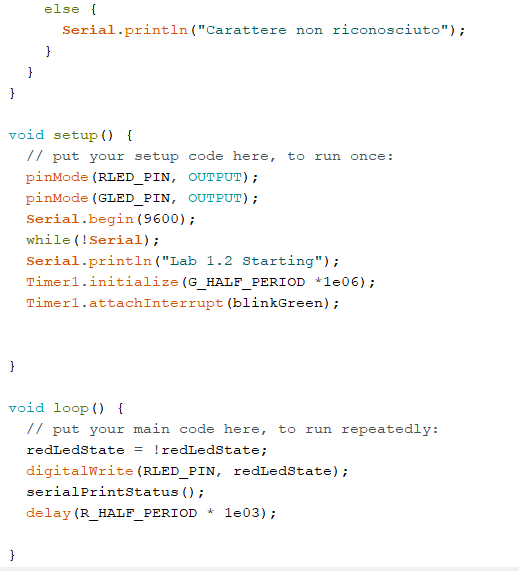 else {
Serial.println("Carattere non riconosciuto");
}
}
}
void setup() {
// put your setup code here, to run once:
pinMode(RLED_PIN, OUTPUT);
pinMode(GLED_PIN, OUTPUT);
Serial.begin(9600);
while(!Serial);
Serial.println("Lab 1.2 Starting");
Timer1.initialize(G_HALF_PERIOD *1e06);
Timer1.attachInterrupt(blinkGreen);
}
void loop() {
// put your main code here, to run repeatedly:
redLedState = !redLedState;
digitalWrite(RLED_PIN, redLedState);
serialPrintStatus();
delay(R_HALF_PERIOD * 1e03);
}